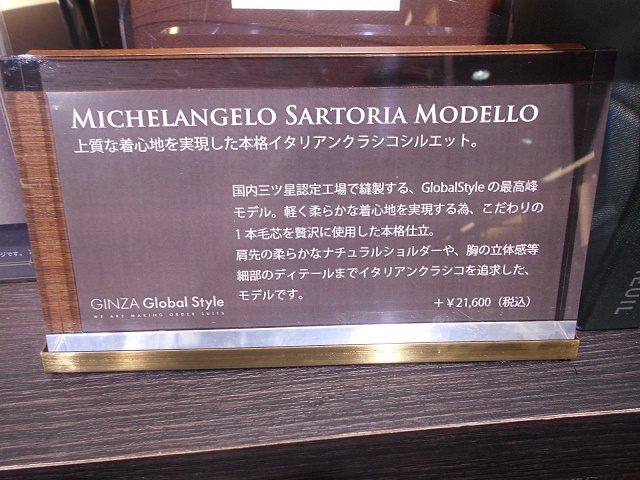 MICHELANGELO SARTORIA MODELLO
上質な着心地を実現した本格イタリアンクラシコシルエット。
国内三ツ星認定工場で縫製する、GlobalStyleの最高峰
モデル。軽く柔らかな着心地を実現する為、こだわりの
1本毛芯を贅沢に使用した本格仕立。
肩先の柔らかなナチュラルショルダーや、胸の立体感等
細部のディテールまでイタリアンクラシコを追求した、
モデルです。
+¥21,600（税込）
GINZA Global Style
WE ARE MAKING ORDER SUITS
EUIL